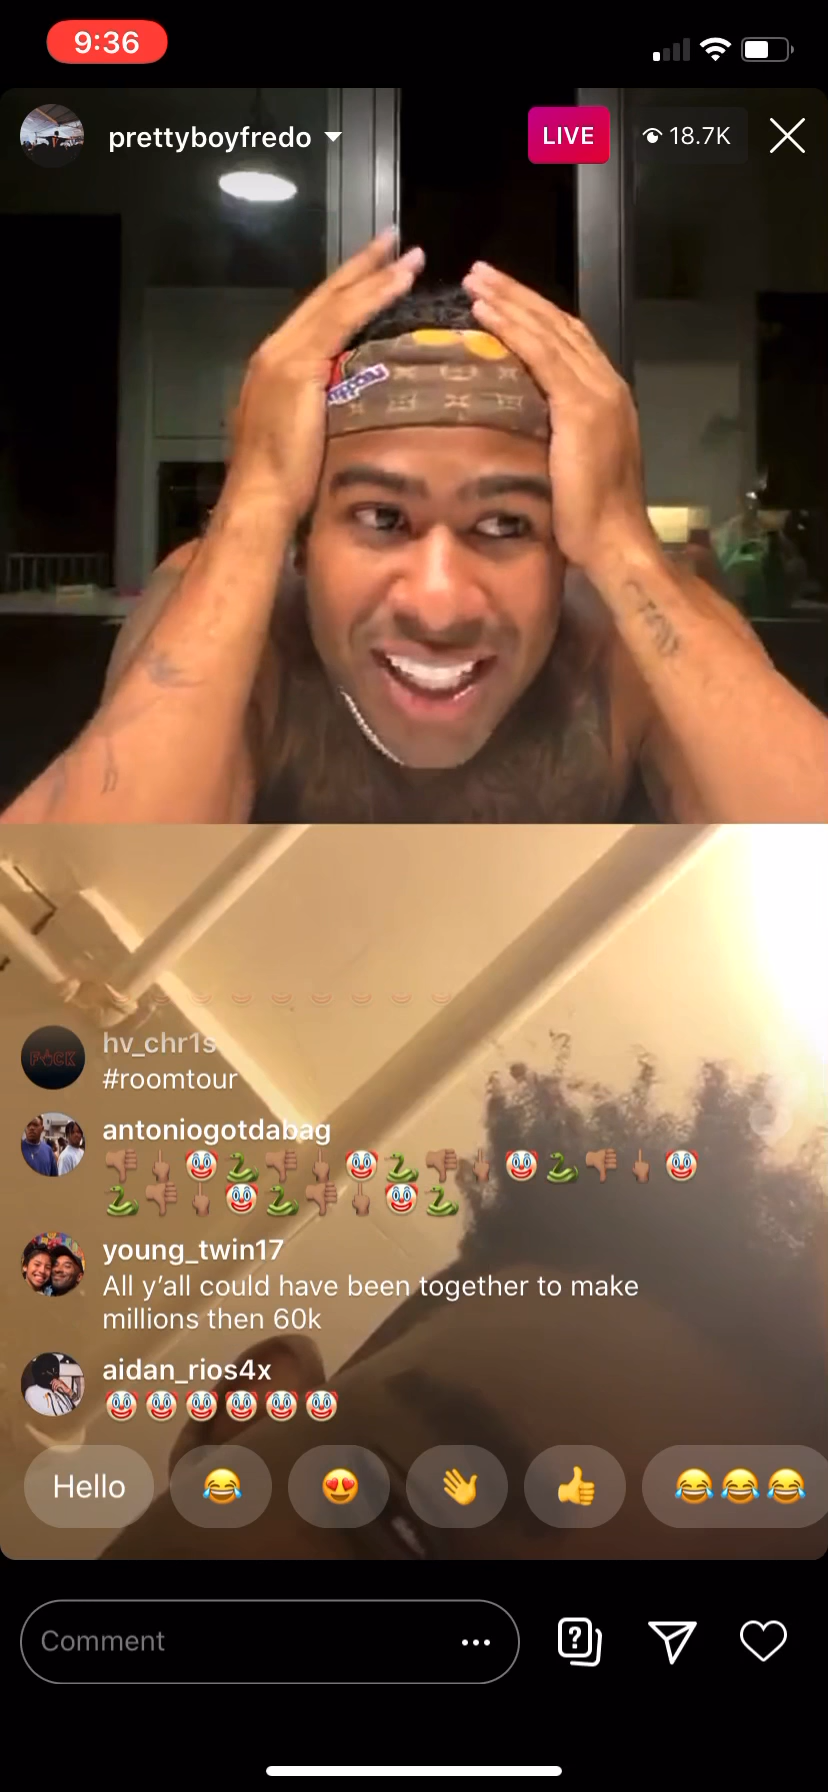 9:36
prettyboyfredo
LIVE
18.7K
hv_chr1s
#roomtour
antoniogotdabag
👎🏽🖕🏽🤡🐍👎🏽🖕🏽🤡🐍👎🏽🖕🏽🤡🐍👎🏽🖕🏽🤡
🐍👎🏽🖕🏽🤡🐍👎🏽🖕🏽🤡🐍
young_twin17
All y’all could have been together to make
millions then 60k
aidan_rios4x
🤡🤡🤡🤡🤡🤡
Hello 😂 😍 👋 👍 😂😂😂
Comment